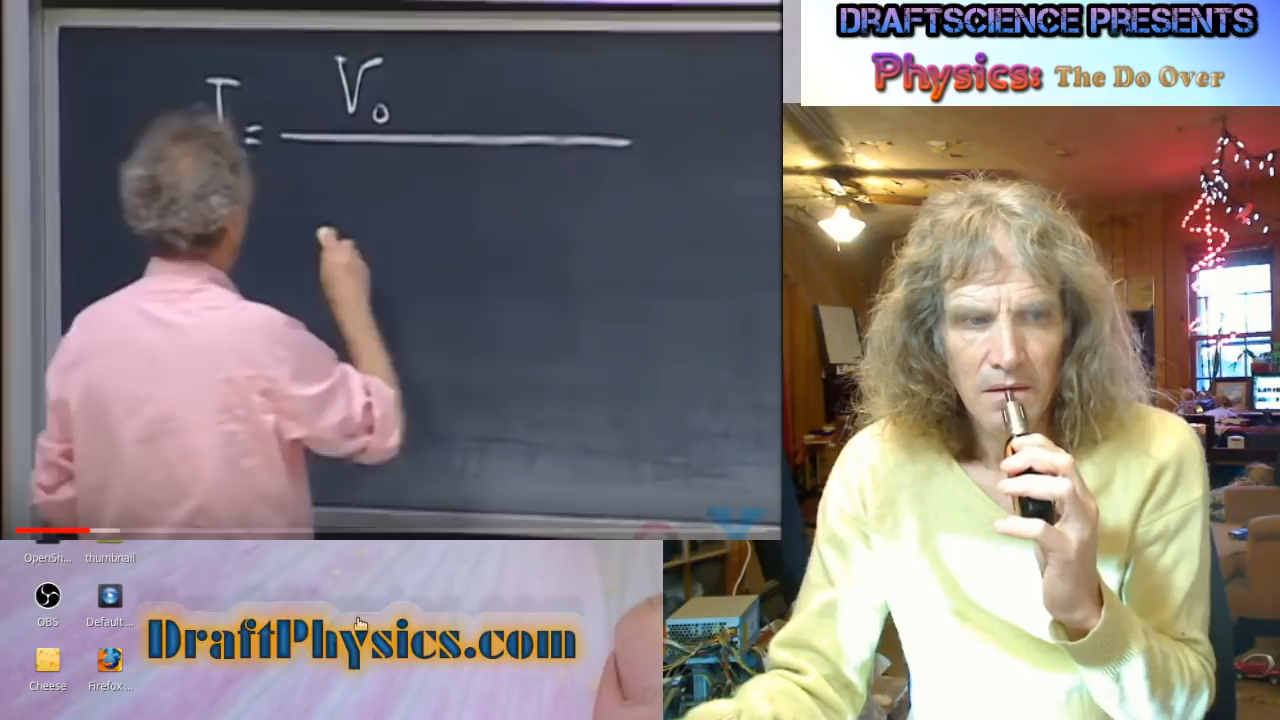 DRAFTSCIENCE PRESENTS
Physics: The Do Over
I = V₀
OpenSh...
thumbnail
OBS
Default ...
DraftPhysics.com
Cheese
Firefox ...